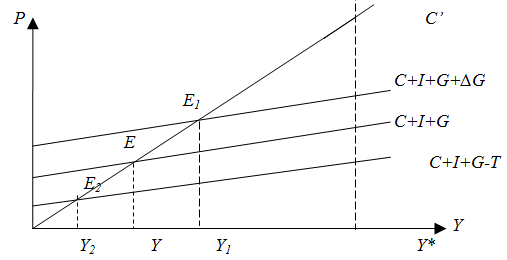 P
C’
C+I+G+ΔG
E₁
C+I+G
E
C+I+G-T
E₂
Y
Y₂ Y Y₁ Y*